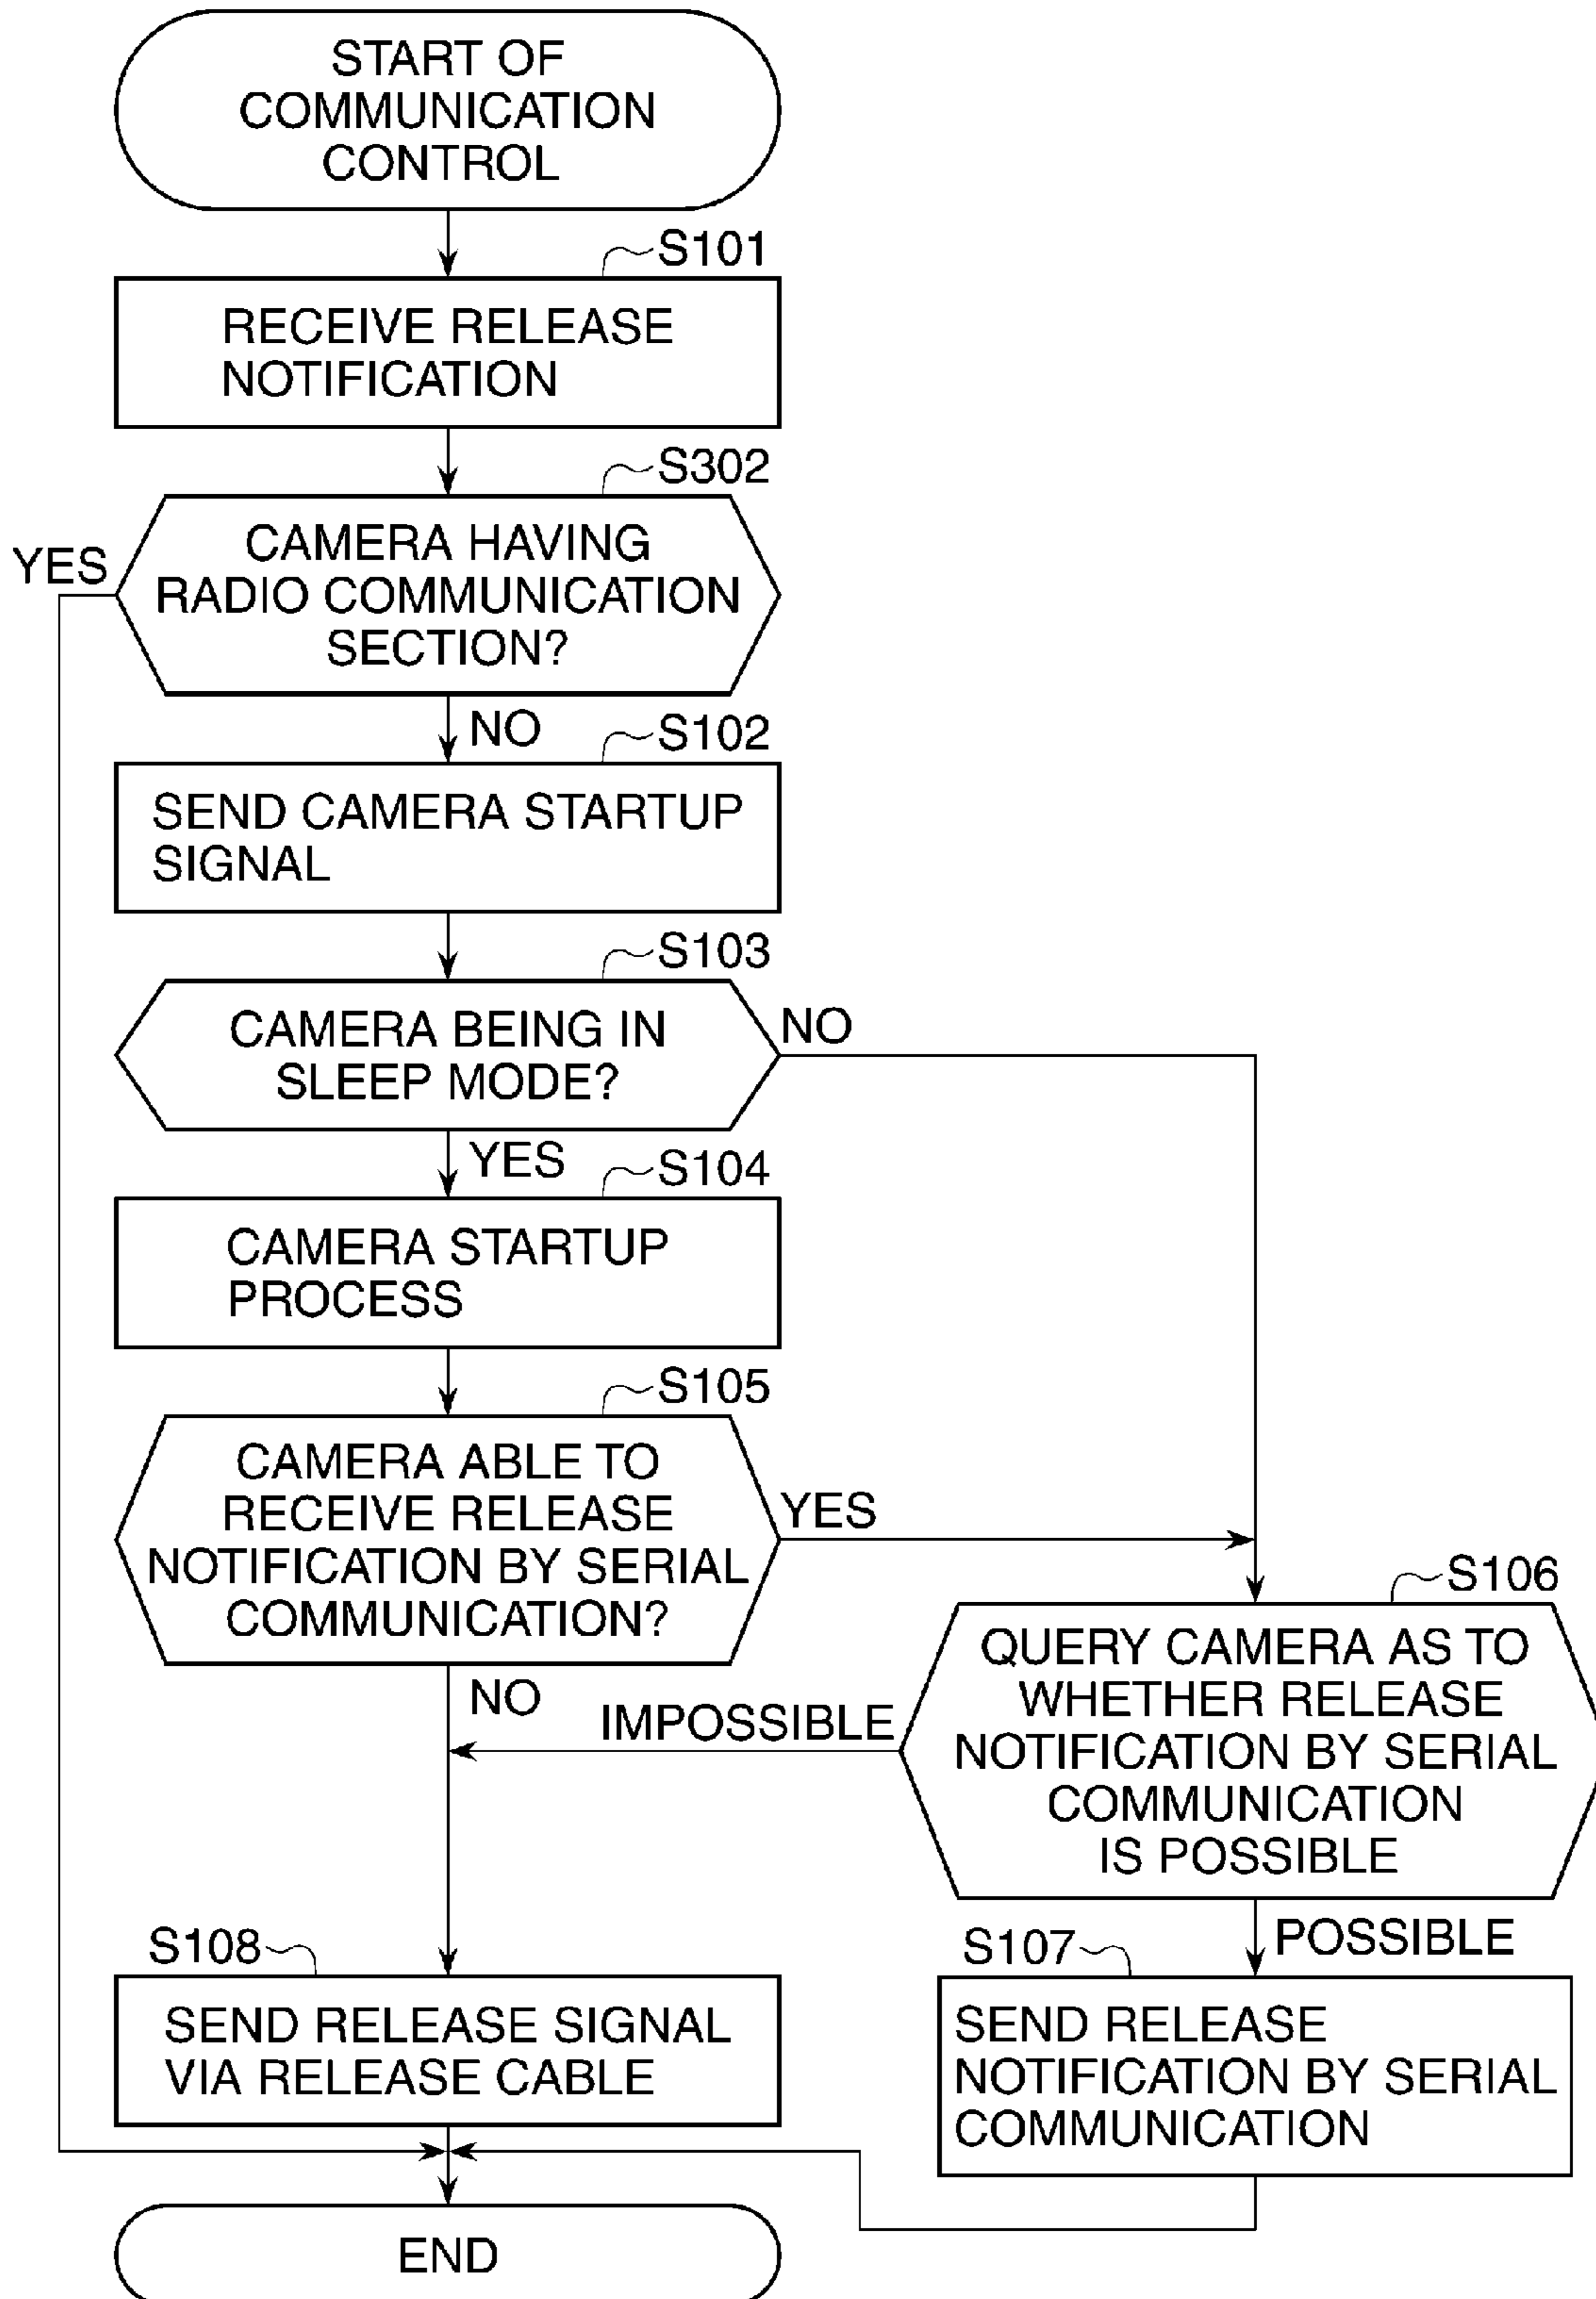 START OF
COMMUNICATION
CONTROL
S101
RECEIVE RELEASE
NOTIFICATION
S302
CAMERA HAVING
RADIO COMMUNICATION
SECTION?
YES
NO
S102
SEND CAMERA STARTUP
SIGNAL
S103
CAMERA BEING IN
SLEEP MODE?
NO
YES
S104
CAMERA STARTUP
PROCESS
S105
CAMERA ABLE TO
RECEIVE RELEASE
NOTIFICATION BY SERIAL
COMMUNICATION?
YES
NO
S106
QUERY CAMERA AS TO
WHETHER RELEASE
NOTIFICATION BY SERIAL
COMMUNICATION
IS POSSIBLE
IMPOSSIBLE
POSSIBLE
S108
SEND RELEASE SIGNAL
VIA RELEASE CABLE
S107
SEND RELEASE
NOTIFICATION BY SERIAL
COMMUNICATION
END